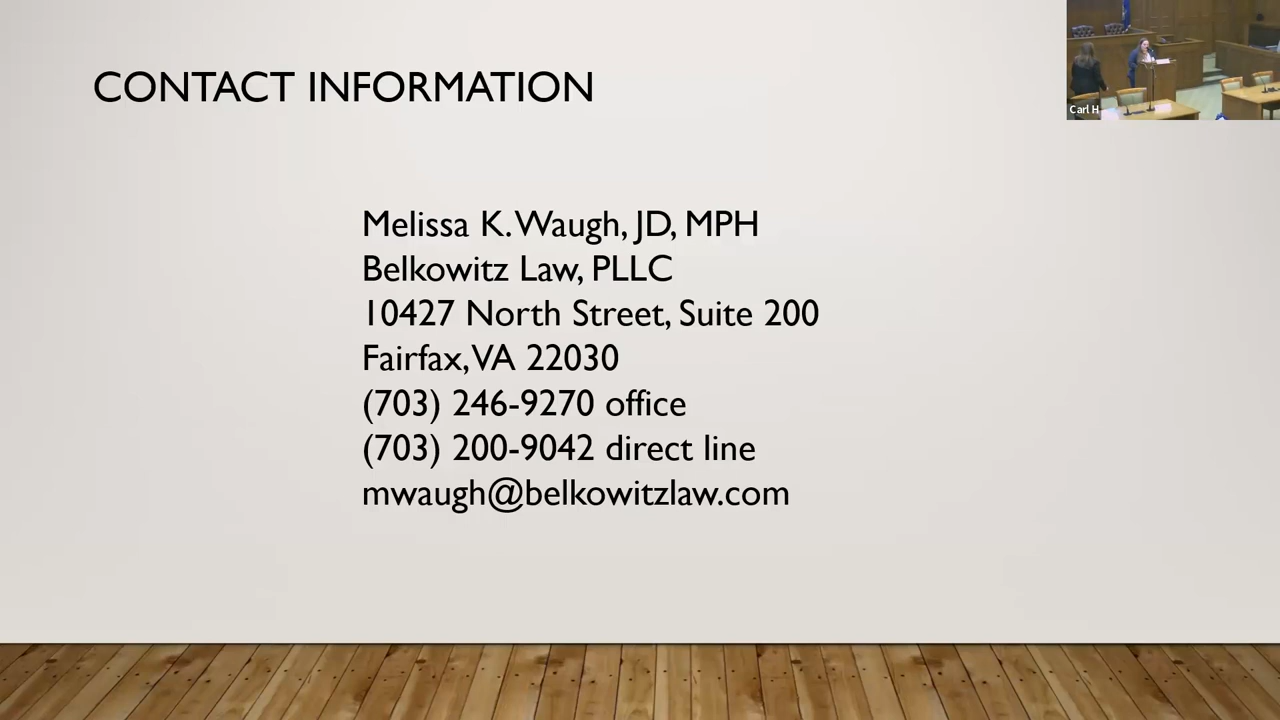 CONTACT INFORMATION
Carl H
Melissa K. Waugh, JD, MPH
Belkowitz Law, PLLC
10427 North Street, Suite 200
Fairfax, VA 22030
(703) 246-9270 office
(703) 200-9042 direct line
mwaugh@belkowitzlaw.com